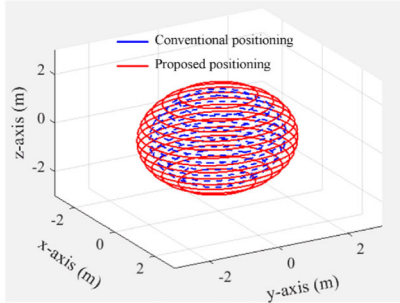 Conventional positioning
Proposed positioning
z-axis (m)
2
0
-2
-2
0
2
x-axis (m)
-2
0
2
y-axis (m)